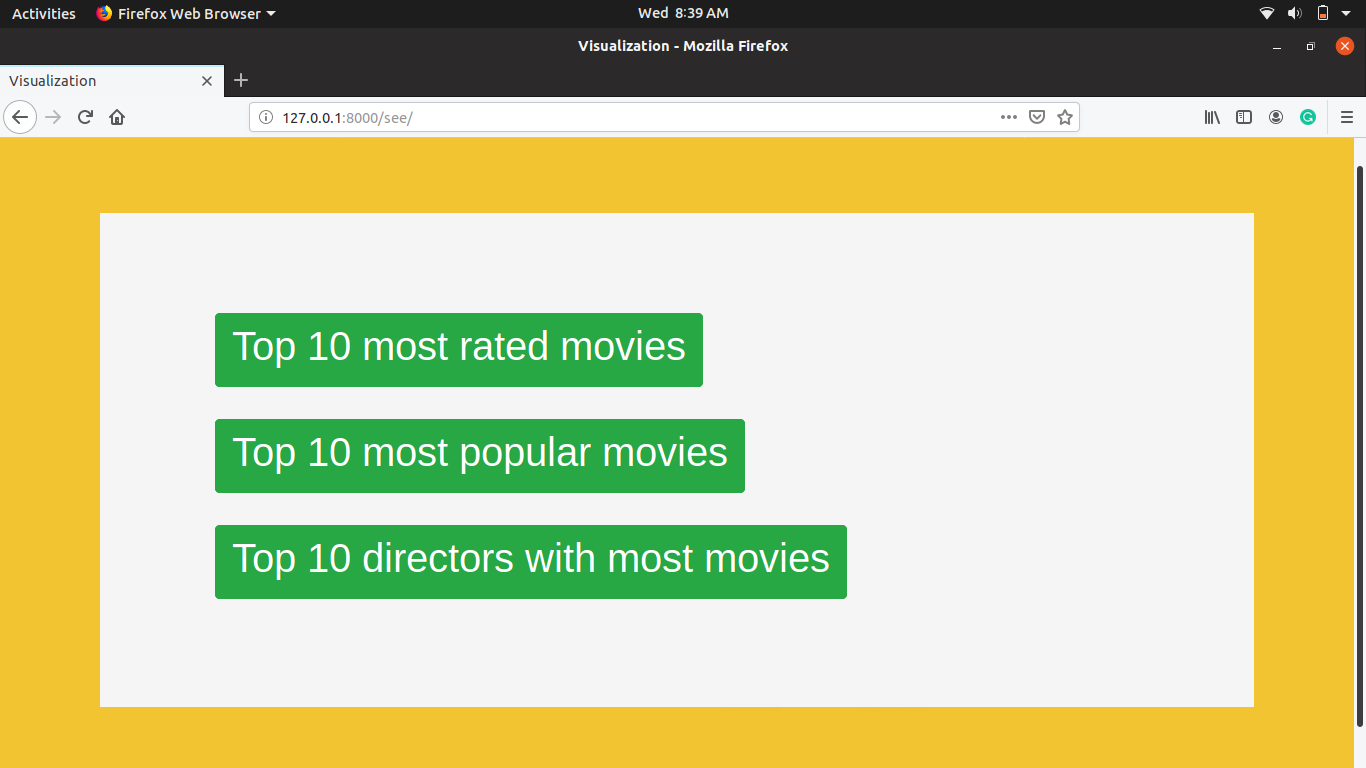 Activities Firefox Web Browser Wed 8:39 AM
Visualization - Mozilla Firefox
Visualization
127.0.0.1:8000/see/
Top 10 most rated movies
Top 10 most popular movies
Top 10 directors with most movies